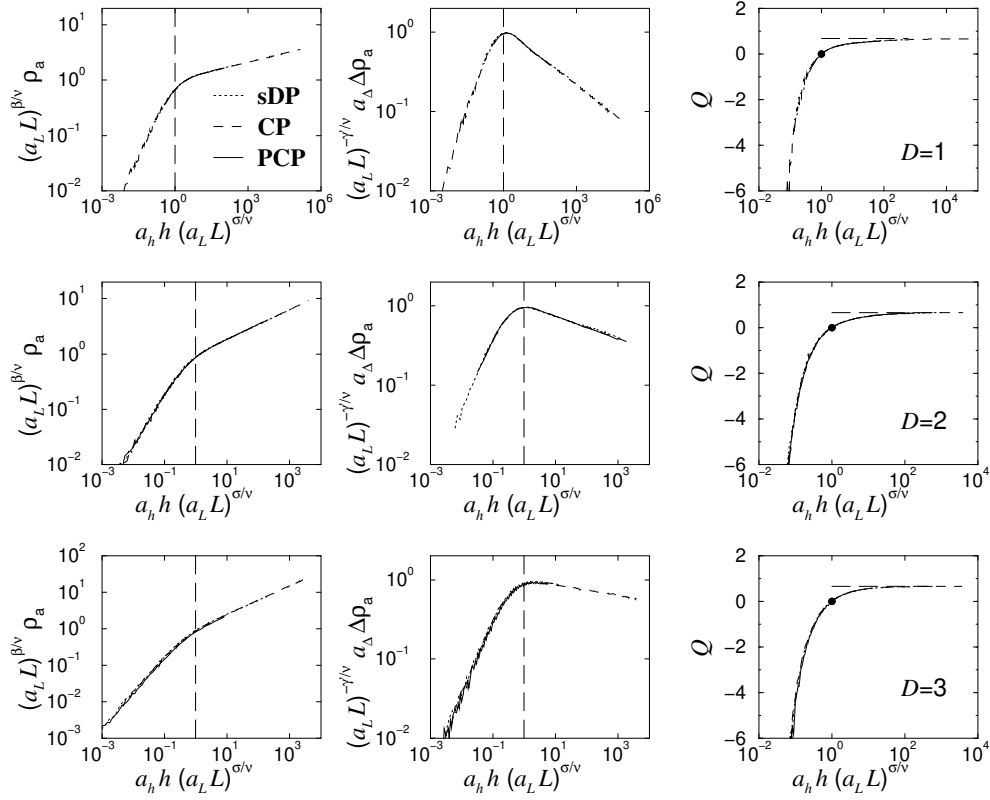 (a_L L)^{β/ν} ρ_a
10^1
10^0
10^{-1}
10^{-2}
sDP
CP
PCP
10^{-3} 10^0 10^3 10^6
a_h h (a_L L)^{σ/ν}
(a_L L)^{-γ'/ν} a_Δ Δρ_a
10^0
10^{-1}
10^{-3} 10^0 10^3 10^6
a_h h (a_L L)^{σ/ν}
Q
2
0
−2
−4
−6
D=1
10^{-2} 10^0 10^2 10^4
a_h h (a_L L)^{σ/ν}
(a_L L)^{β/ν} ρ_a
10^1
10^0
10^{-1}
10^{-2}
10^{-3} 10^{-1} 10^1 10^3
a_h h (a_L L)^{σ/ν}
(a_L L)^{-γ'/ν} a_Δ Δρ_a
10^0
10^{-1}
10^{-2}
10^{-3} 10^{-1} 10^1 10^3
a_h h (a_L L)^{σ/ν}
Q
2
0
−2
−4
−6
D=2
10^{-2} 10^0 10^2 10^4
a_h h (a_L L)^{σ/ν}
(a_L L)^{β/ν} ρ_a
10^2
10^1
10^0
10^{-1}
10^{-2}
10^{-3}
10^{-3} 10^{-1} 10^1 10^3
a_h h (a_L L)^{σ/ν}
(a_L L)^{-γ'/ν} a_Δ Δρ_a
10^0
10^{-1}
10^{-2}
10^{-3} 10^{-1} 10^1 10^3
a_h h (a_L L)^{σ/ν}
Q
2
0
−2
−4
−6
D=3
10^{-2} 10^0 10^2 10^4
a_h h (a_L L)^{σ/ν}